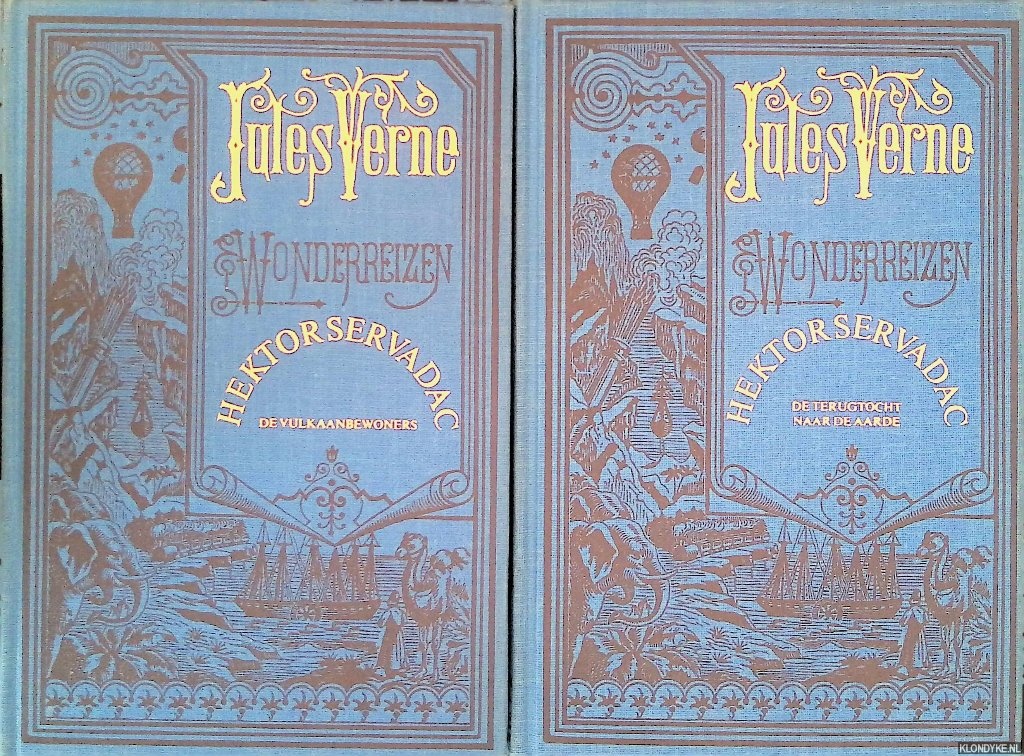 Jules Verne
WONDERREIZEN
HEKTOR SERVADAC
DE VULKAANBEWONERS
Jules Verne
WONDERREIZEN
HEKTOR SERVADAC
DE TERUGTOCHT
NAAR DE AARDE
KLONDYKE.NL